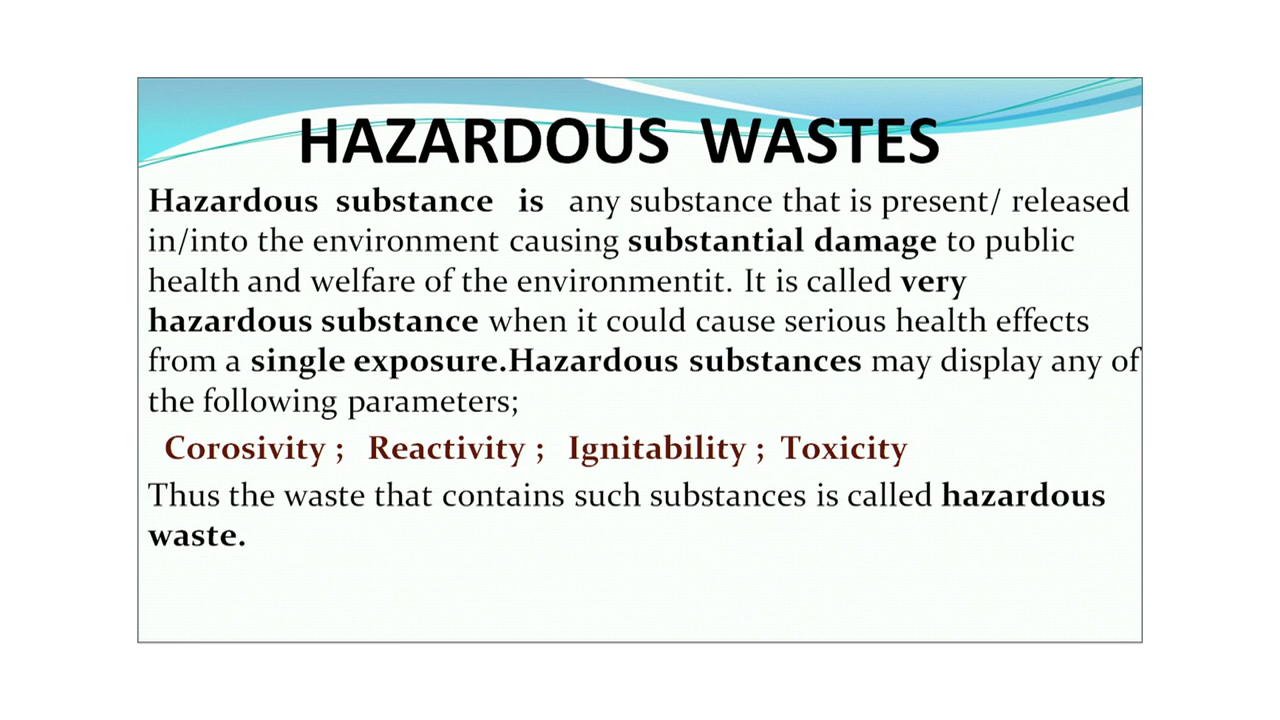 HAZARDOUS WASTES
Hazardous substance is any substance that is present/ released
in/into the environment causing substantial damage to public
health and welfare of the environmentit. It is called very
hazardous substance when it could cause serious health effects
from a single exposure.Hazardous substances may display any of
the following parameters;
Corosivity ; Reactivity ; Ignitability ; Toxicity
Thus the waste that contains such substances is called hazardous
waste.